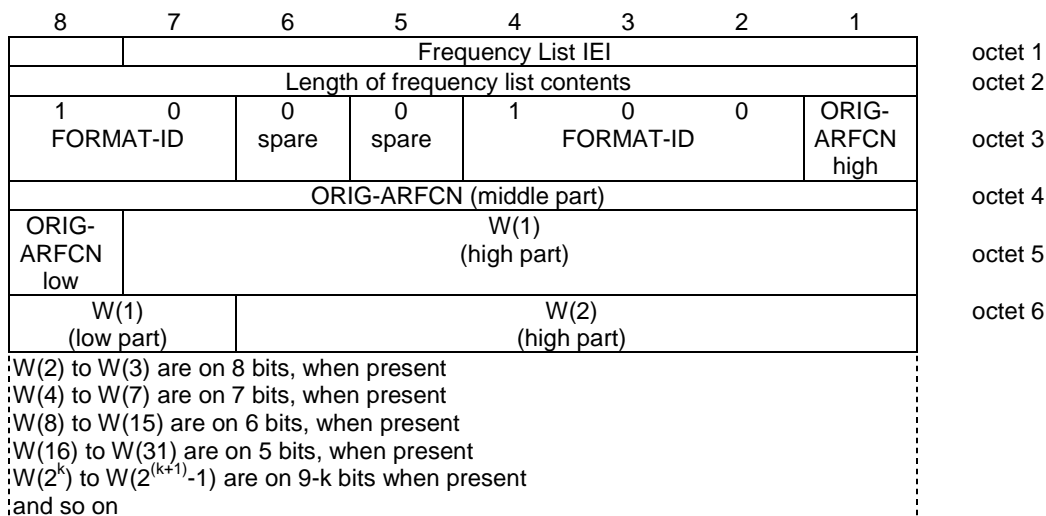 8 7 6 5 4 3 2 1
Frequency List IEI octet 1
Length of frequency list contents octet 2
1 0 0 0 1 0 0 ORIG-
FORMAT-ID spare spare FORMAT-ID ARFCN octet 3
high
ORIG-ARFCN (middle part) octet 4
ORIG- W(1)
ARFCN (high part) octet 5
low
W(1) W(2) octet 6
(low part) (high part)
W(2) to W(3) are on 8 bits, when present
W(4) to W(7) are on 7 bits, when present
W(8) to W(15) are on 6 bits, when present
W(16) to W(31) are on 5 bits, when present
W(2^k) to W(2^(k+1)-1) are on 9-k bits when present
and so on